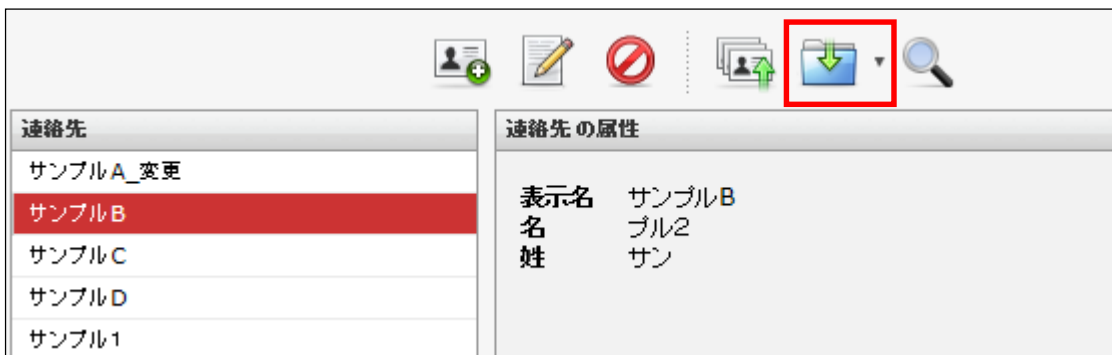 連絡先
サンプルA_変更
サンプルB
サンプルC
サンプルD
サンプル1
連絡先の属性
表示名 サンプルB
名 プル2
姓 サン